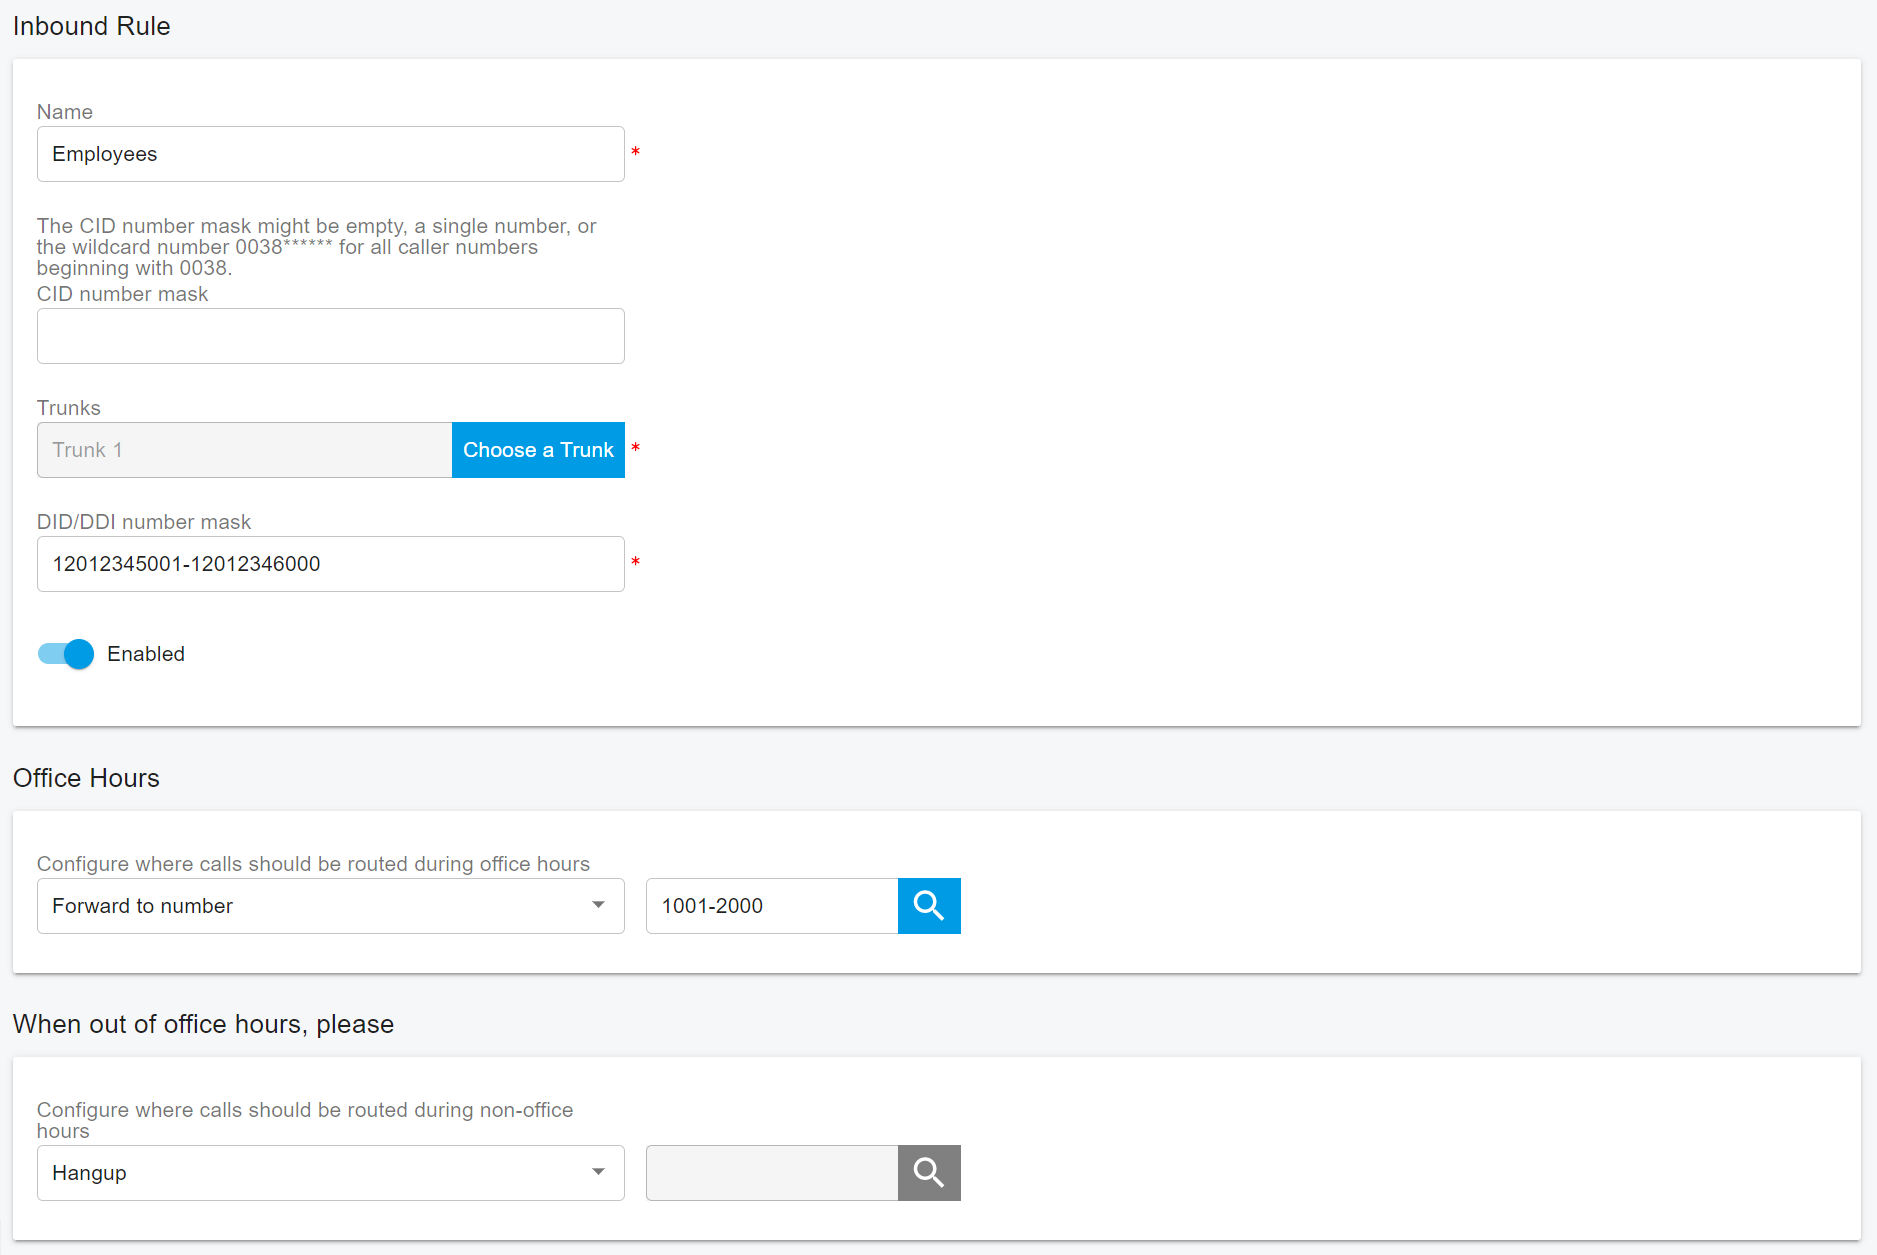 Inbound Rule
Name
Employees
*
The CID number mask might be empty, a single number, or
the wildcard number 0038****** for all caller numbers
beginning with 0038.
CID number mask
Trunks
Trunk 1
Choose a Trunk
*
DID/DDI number mask
12012345001-12012346000
*
Enabled
Office Hours
Configure where calls should be routed during office hours
Forward to number
1001-2000
When out of office hours, please
Configure where calls should be routed during non-office
hours
Hangup